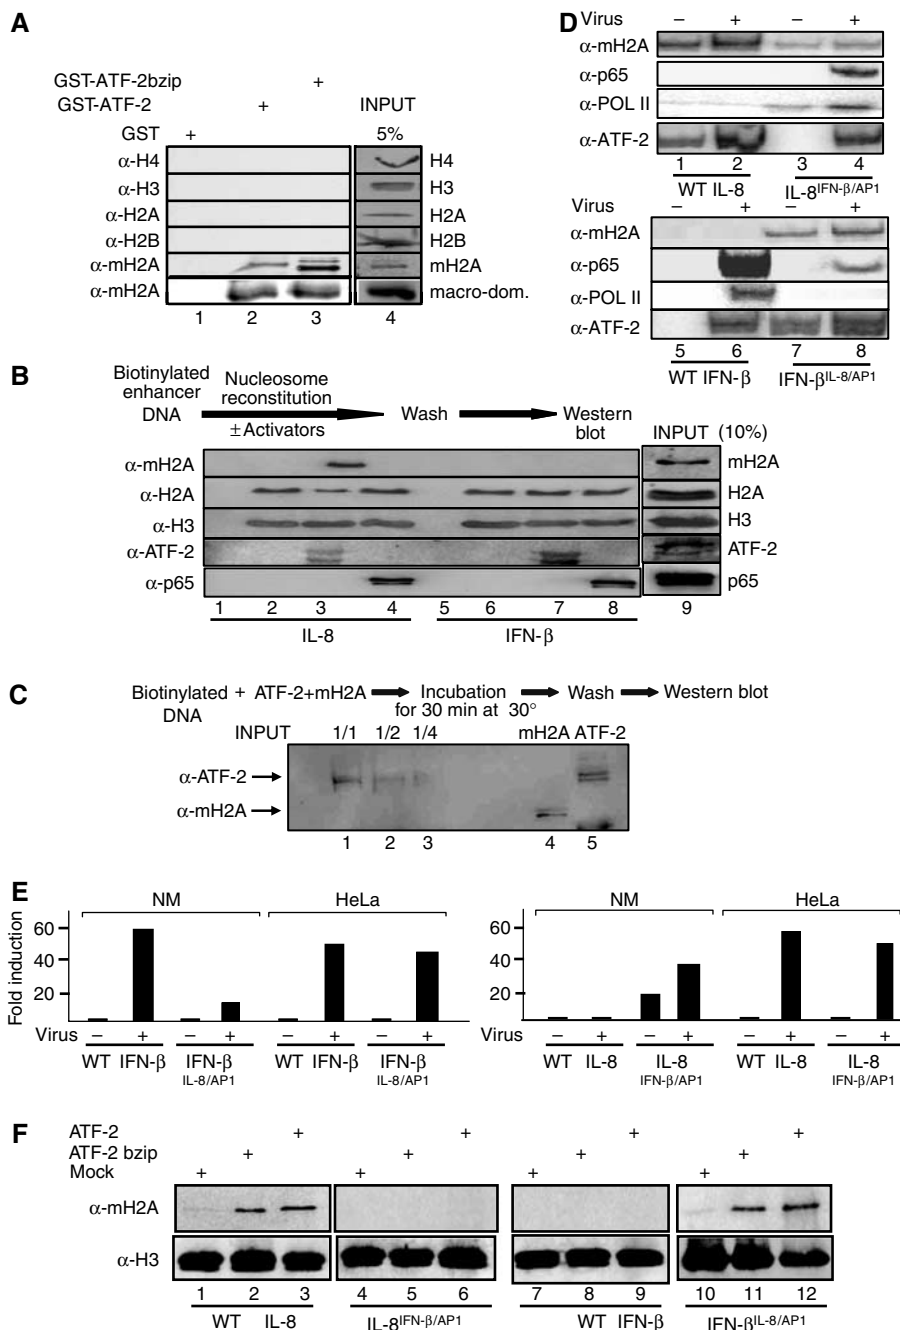 A
GST-ATF-2bzip +
GST-ATF-2 + INPUT
GST + 5%
α-H4 H4
α-H3 H3
α-H2A H2A
α-H2B H2B
α-mH2A mH2A
α-mH2A macro-dom.
1 2 3 4
D
Virus – + – +
α-mH2A
α-p65
α-POL II
α-ATF-2
1 2 3 4
WT IL-8 IL-8IFN-β/AP1
Virus – + – +
α-mH2A
α-p65
α-POL II
α-ATF-2
5 6 7 8
WT IFN-β IFN-βIL-8/AP1
B
Biotinylated enhancer DNA
Nucleosome reconstitution
±Activators
Wash
Western blot
INPUT (10%)
α-mH2A mH2A
α-H2A H2A
α-H3 H3
α-ATF-2 ATF-2
α-p65 p65
1 2 3 4 5 6 7 8 9
IL-8 IFN-β
C
Biotinylated DNA + ATF-2+mH2A
Incubation for 30 min at 30°
Wash
Western blot
INPUT 1/1 1/2 1/4 mH2A ATF-2
α-ATF-2
α-mH2A
1 2 3 4 5
E
NM HeLa
Fold induction
60
40
20
Virus – + – + – + – +
WT IFN-β IFN-β WT IFN-β IFN-β
IL-8/AP1 IL-8/AP1
NM HeLa
60
40
20
– + – + – + – +
WT IL-8 IL-8 WT IL-8 IL-8
IFN-β/AP1 IFN-β/AP1
F
ATF-2 + + + +
ATF-2 bzip + + + +
Mock + + + +
α-mH2A
α-H3
1 2 3 4 5 6 7 8 9 10 11 12
WT IL-8 IL-8IFN-β/AP1 WT IFN-β IFN-βIL-8/AP1